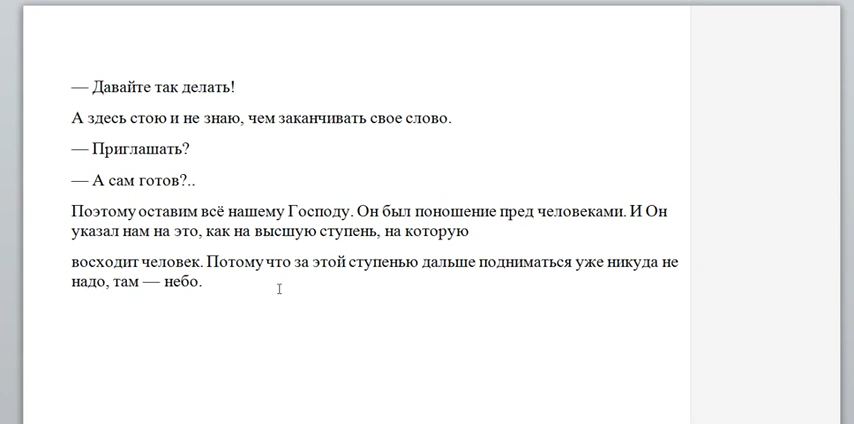 — Давайте так делать!
А здесь стою и не знаю, чем заканчивать свое слово.
— Приглашать?
— А сам готов?..
Поэтому оставим всё нашему Господу. Он был поношение пред человеками. И Он
указал нам на это, как на высшую ступень, на которую
восходит человек. Потому что за этой ступенью дальше подниматься уже никуда не
надо, там — небо.